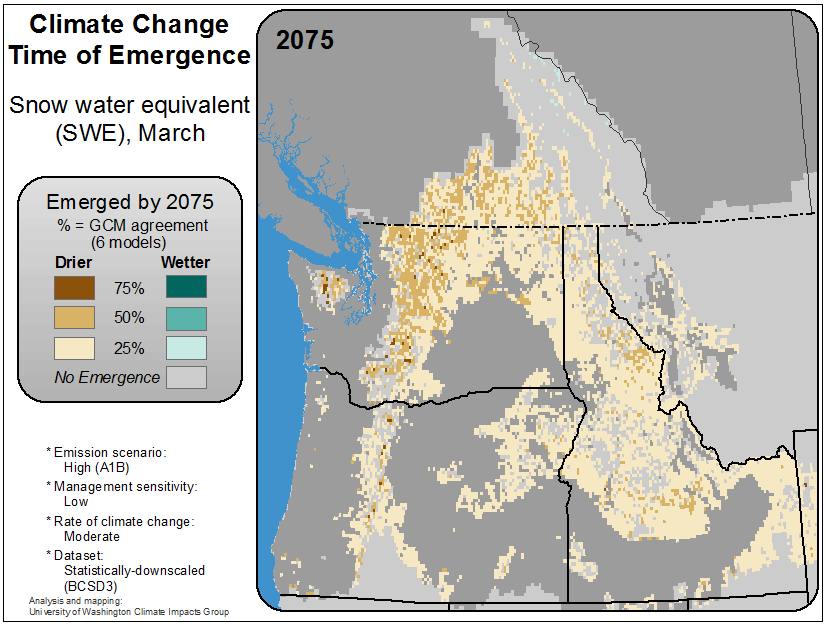 Climate Change
Time of Emergence
Snow water equivalent
(SWE), March
2075
Emerged by 2075
% = GCM agreement
(6 models)
Drier Wetter
75%
50%
25%
No Emergence
* Emission scenario:
High (A1B)
* Management sensitivity:
Low
* Rate of climate change:
Moderate
* Dataset:
Statistically-downscaled
(BCSD3)
Analysis and mapping:
University of Washington Climate Impacts Group